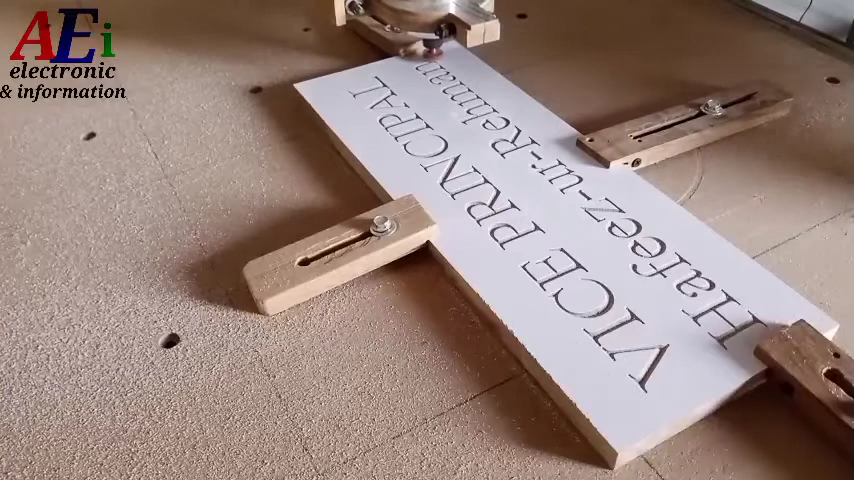 AEi
electronic
& information
VICE PRINCIPAL
Hafeez-ur-Rehman